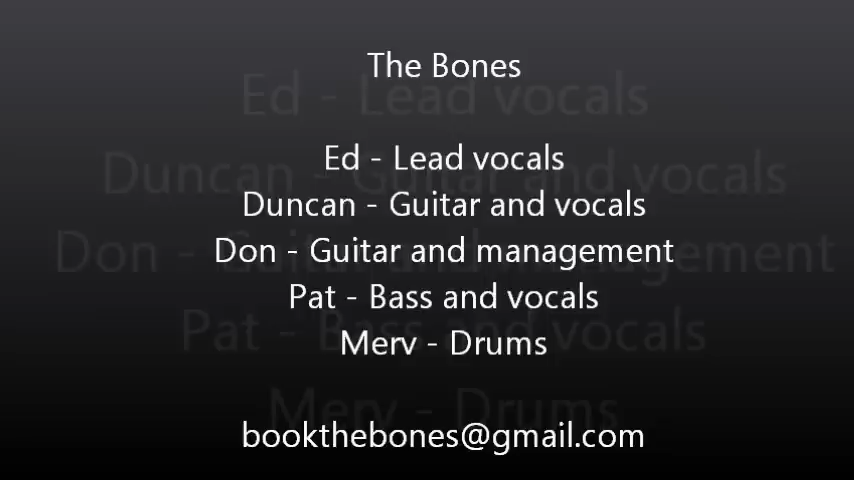 The Bones
Ed - Lead vocals
Duncan - Guitar and vocals
Don - Guitar and management
Pat - Bass and vocals
Merv - Drums
bookthebones@gmail.com